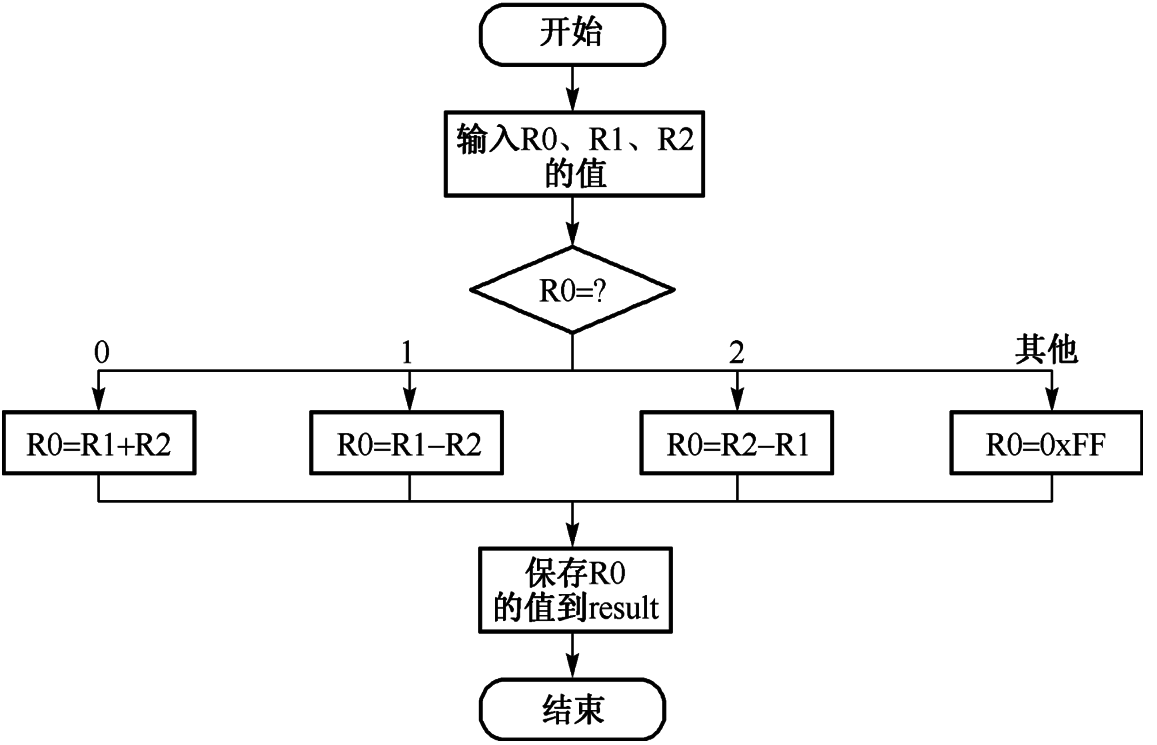 开始
输入R0、R1、R2
的值
R0=?
0
1
2
其他
R0=R1+R2
R0=R1−R2
R0=R2−R1
R0=0xFF
保存R0
的值到result
结束